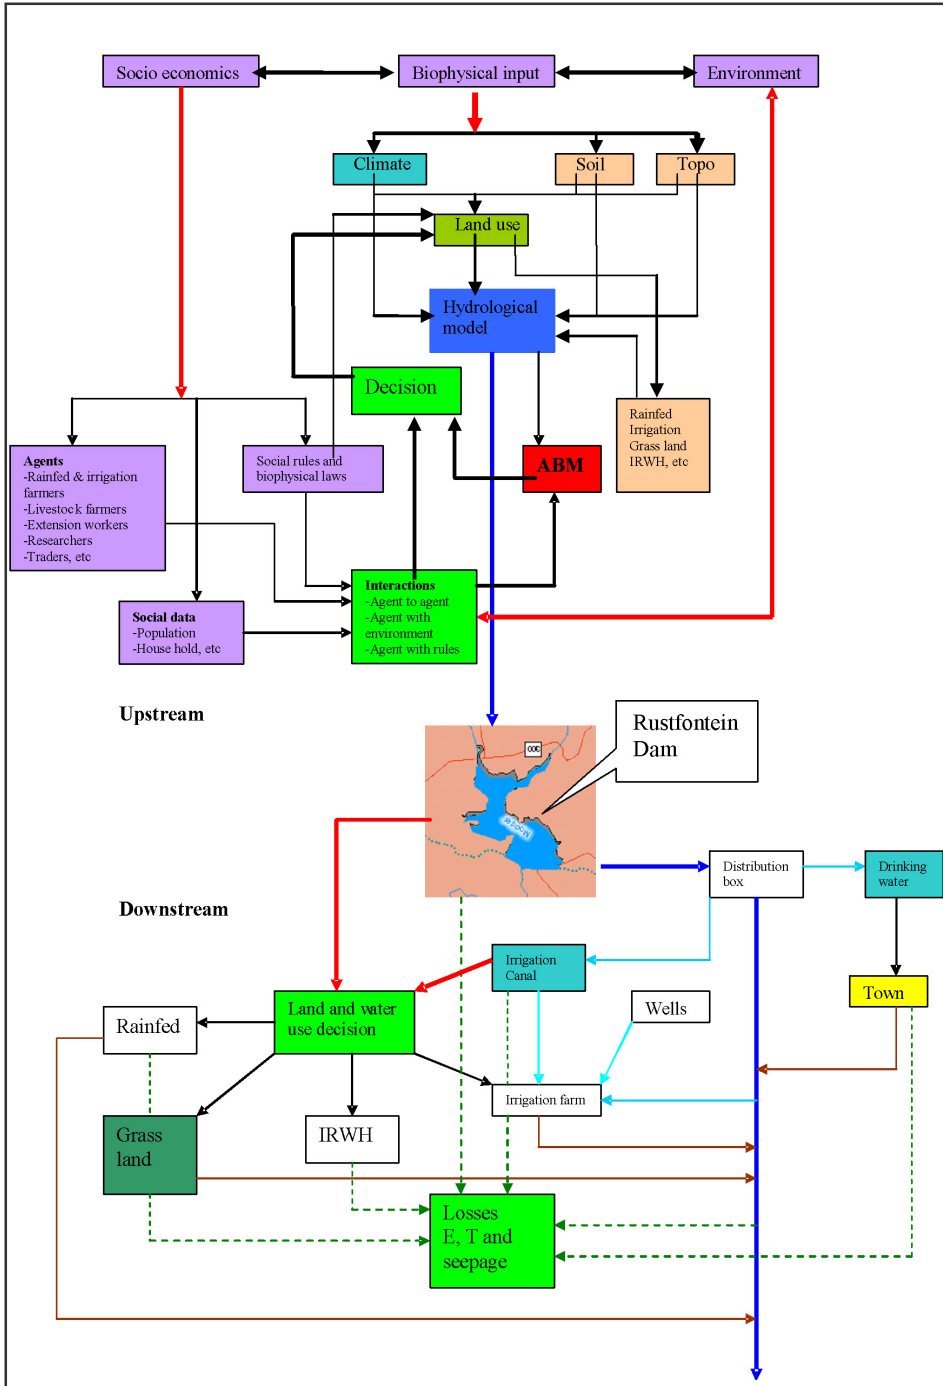 Socio economics
Biophysical input
Environment
Climate
Soil
Topo
Land use
Hydrological
model
Decision
Rainfed
Irrigation
Grass land
IRWH, etc
Agents
-Rainfed & irrigation
farmers
-Livestock farmers
-Extension workers
-Researchers
-Traders, etc
Social rules and
biophysical laws
ABM
Interactions
-Agent to agent
-Agent with
environment
-Agent with rules
Social data
-Population
-House hold, etc
Upstream
Rustfontein
Dam
Distribution
box
Drinking
water
Downstream
Irrigation
Canal
Town
Land and water
use decision
Wells
Rainfed
Irrigation farm
Grass
land
IRWH
Losses
E, T and
seepage